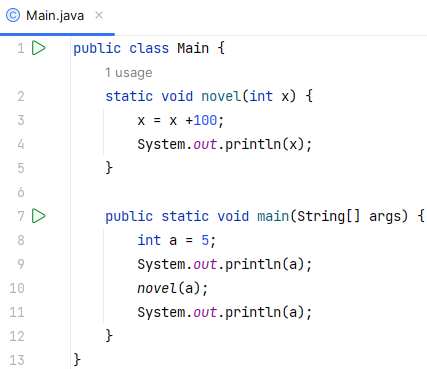 Main.java
1 public class Main {
1 usage
2 static void novel(int x) {
3 x = x +100;
4 System.out.println(x);
5 }
6
7 public static void main(String[] args) {
8 int a = 5;
9 System.out.println(a);
10 novel(a);
11 System.out.println(a);
12 }
13 }